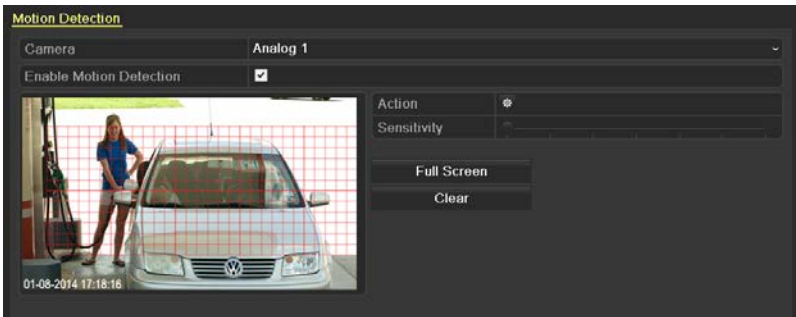 Motion Detection
Camera
Analog 1
Enable Motion Detection
Action
Sensitivity
Full Screen
Clear
01-08-2014 17:18:16